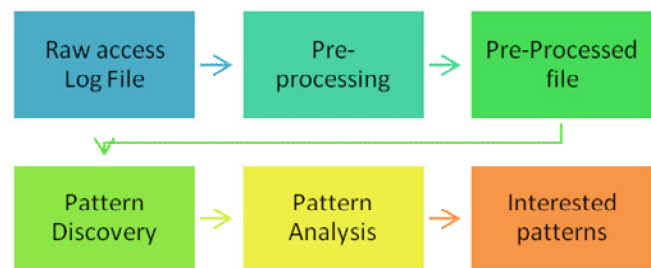 Raw access
Log File
Pre-
processing
Pre-Processed
file
Pattern
Discovery
Pattern
Analysis
Interested
patterns